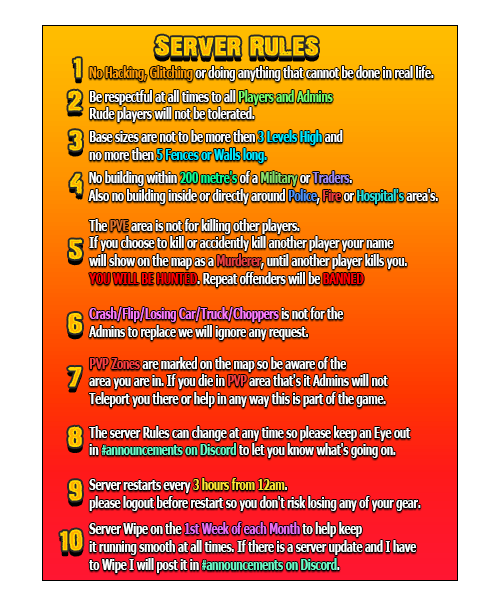 SERVER RULES
1 No Hacking, Glitching or doing anything that cannot be done in real life.
2 Be respectful at all times to all Players and Admins
Rude players will not be tolerated.
3 Base sizes are not to be more then 3 Levels High and
no more then 5 Fences or Walls long.
4 No building within 200 metre's of a Military or Traders.
Also no building inside or directly around Police, Fire or Hospital's area's.
The PVE area is not for killing other players.
5 If you choose to kill or accidently kill another player your name
will show on the map as a Murderer, until another player kills you.
YOU WILL BE HUNTED. Repeat offenders will be BANNED
6 Crash/Flip/Losing Car/Truck/Choppers is not for the
Admins to replace we will ignore any request.
7 PVP Zones are marked on the map so be aware of the
area you are in. If you die in PVP area that's it Admins will not
Teleport you there or help in any way this is part of the game.
8 The server Rules can change at any time so please keep an Eye out
in #announcements on Discord to let you know what's going on.
9 Server restarts every 3 hours from 12am.
please logout before restart so you don't risk losing any of your gear.
10 Server Wipe on the 1st Week of each Month to help keep
it running smooth at all times. If there is a server update and I have
to Wipe I will post it in #announcements on Discord.